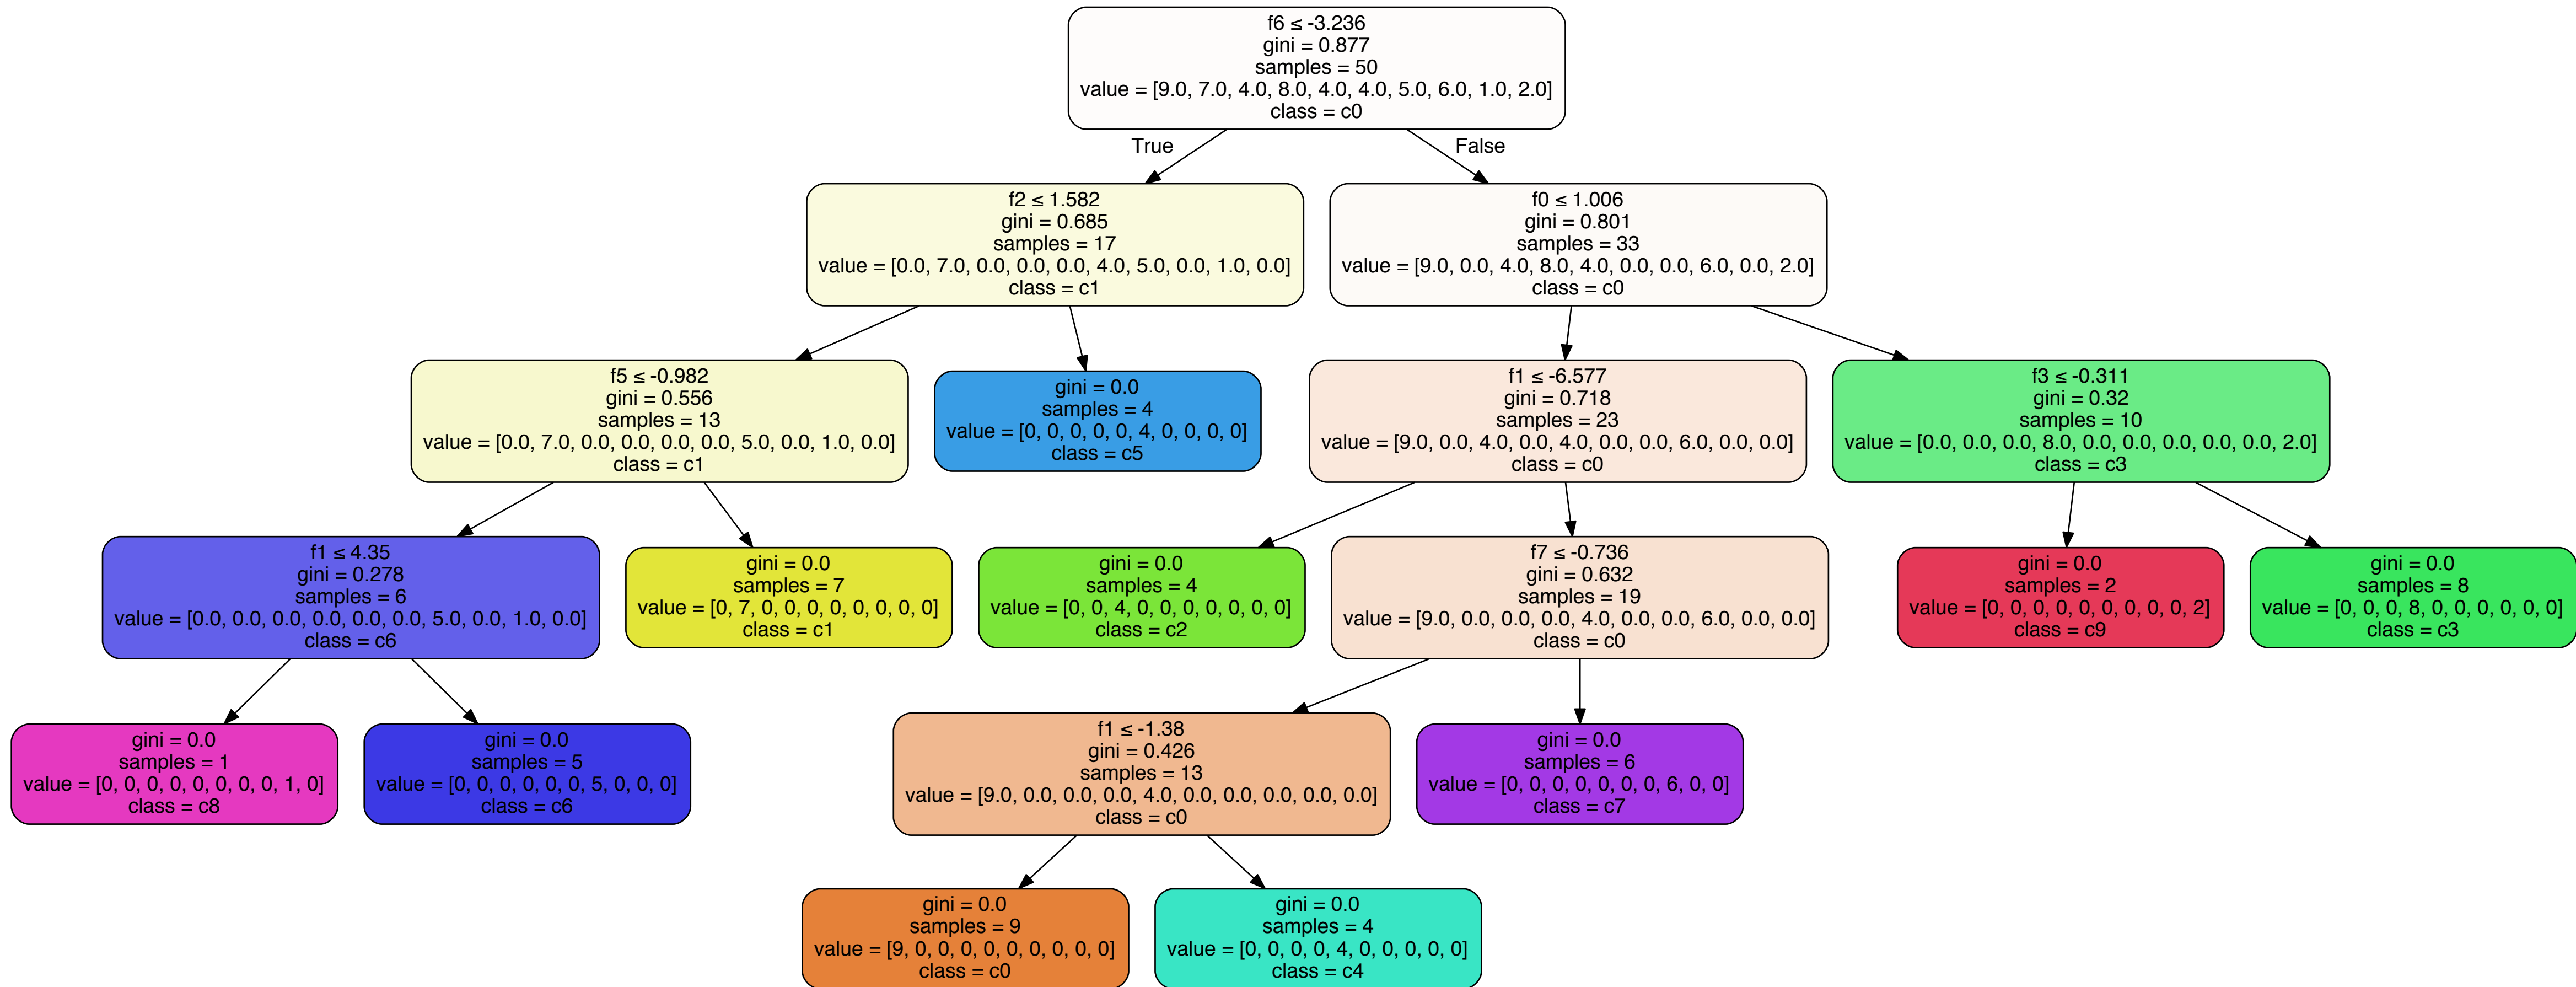 f6 ≤ -3.236
gini = 0.877
samples = 50
value = [9.0, 7.0, 4.0, 8.0, 4.0, 4.0, 5.0, 6.0, 1.0, 2.0]
class = c0
True
False
f2 ≤ 1.582
gini = 0.685
samples = 17
value = [0.0, 7.0, 0.0, 0.0, 0.0, 4.0, 5.0, 0.0, 1.0, 0.0]
class = c1
f0 ≤ 1.006
gini = 0.801
samples = 33
value = [9.0, 0.0, 4.0, 8.0, 4.0, 0.0, 0.0, 6.0, 0.0, 2.0]
class = c0
f5 ≤ -0.982
gini = 0.556
samples = 13
value = [0.0, 7.0, 0.0, 0.0, 0.0, 0.0, 5.0, 0.0, 1.0, 0.0]
class = c1
gini = 0.0
samples = 4
value = [0, 0, 0, 0, 0, 4, 0, 0, 0, 0]
class = c5
f1 ≤ -6.577
gini = 0.718
samples = 23
value = [9.0, 0.0, 4.0, 0.0, 4.0, 0.0, 0.0, 6.0, 0.0, 0.0]
class = c0
f3 ≤ -0.311
gini = 0.32
samples = 10
value = [0.0, 0.0, 0.0, 8.0, 0.0, 0.0, 0.0, 0.0, 0.0, 2.0]
class = c3
f1 ≤ 4.35
gini = 0.278
samples = 6
value = [0.0, 0.0, 0.0, 0.0, 0.0, 0.0, 5.0, 0.0, 1.0, 0.0]
class = c6
gini = 0.0
samples = 7
value = [0, 7, 0, 0, 0, 0, 0, 0, 0, 0]
class = c1
gini = 0.0
samples = 4
value = [0, 0, 4, 0, 0, 0, 0, 0, 0, 0]
class = c2
f7 ≤ -0.736
gini = 0.632
samples = 19
value = [9.0, 0.0, 0.0, 0.0, 4.0, 0.0, 0.0, 6.0, 0.0, 0.0]
class = c0
gini = 0.0
samples = 2
value = [0, 0, 0, 0, 0, 0, 0, 0, 0, 2]
class = c9
gini = 0.0
samples = 8
value = [0, 0, 0, 8, 0, 0, 0, 0, 0, 0]
class = c3
gini = 0.0
samples = 1
value = [0, 0, 0, 0, 0, 0, 0, 0, 1, 0]
class = c8
gini = 0.0
samples = 5
value = [0, 0, 0, 0, 0, 0, 5, 0, 0, 0]
class = c6
f1 ≤ -1.38
gini = 0.426
samples = 13
value = [9.0, 0.0, 0.0, 0.0, 4.0, 0.0, 0.0, 0.0, 0.0, 0.0]
class = c0
gini = 0.0
samples = 6
value = [0, 0, 0, 0, 0, 0, 0, 6, 0, 0]
class = c7
gini = 0.0
samples = 9
value = [9, 0, 0, 0, 0, 0, 0, 0, 0, 0]
class = c0
gini = 0.0
samples = 4
value = [0, 0, 0, 0, 4, 0, 0, 0, 0, 0]
class = c4